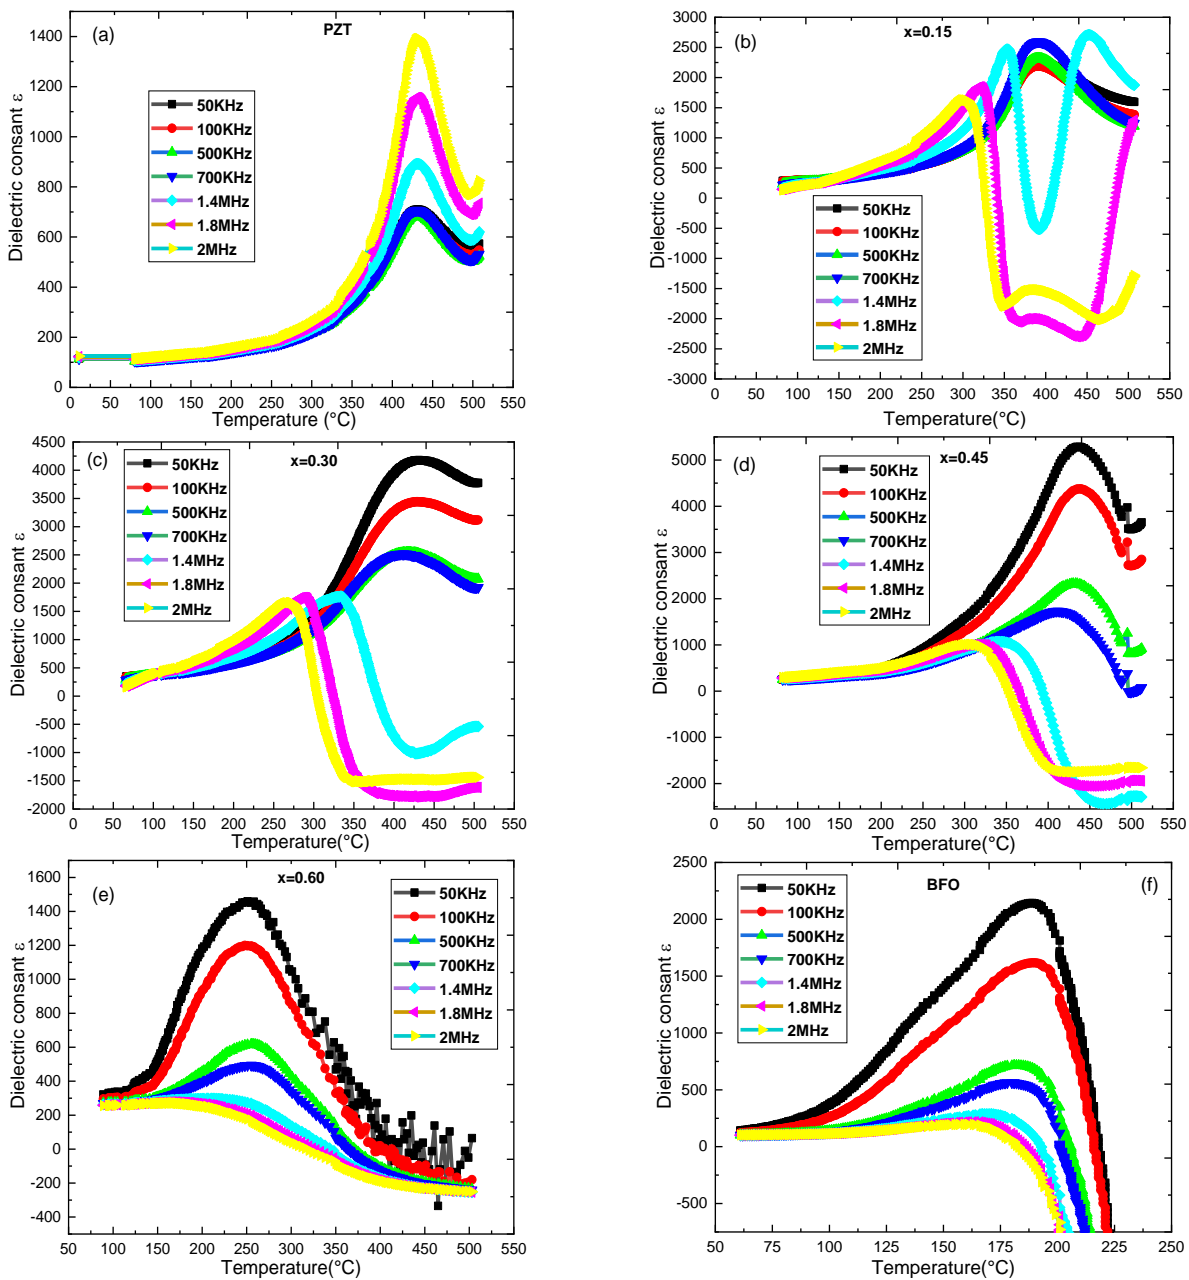 (a)
PZT
1400
1200
1000
800
600
400
200
0
Dielectric consant ε
50KHz
100KHz
500KHz
700KHz
1.4MHz
1.8MHz
2MHz
0 50 100 150 200 250 300 350 400 450 500 550
Temperature (°C)
(b)
x=0.15
3000
2500
2000
1500
1000
500
0
-500
-1000
-1500
-2000
-2500
-3000
Dielectric consant ε
50KHz
100KHz
500KHz
700KHz
1.4MHz
1.8MHz
2MHz
0 50 100 150 200 250 300 350 400 450 500 550
Temperature(°C)
(c)
x=0.30
4500
4000
3500
3000
2500
2000
1500
1000
500
0
-500
-1000
-1500
-2000
Dielectric consant ε
50KHz
100KHz
500KHz
700KHz
1.4MHz
1.8MHz
2MHz
0 50 100 150 200 250 300 350 400 450 500 550
Temperature(°C)
(d)
x=0.45
5000
4000
3000
2000
1000
0
-1000
-2000
Dielectric consant ε
50KHz
100KHz
500KHz
700KHz
1.4MHz
1.8MHz
2MHz
0 50 100 150 200 250 300 350 400 450 500 550
Temperature(°C)
(e)
x=0.60
1600
1400
1200
1000
800
600
400
200
0
-200
-400
Dielectric consant ε
50KHz
100KHz
500KHz
700KHz
1.4MHz
1.8MHz
2MHz
50 100 150 200 250 300 350 400 450 500 550
Temperature(°C)
(f)
BFO
2500
2000
1500
1000
500
0
-500
Dielectric consant ε
50KHz
100KHz
500KHz
700KHz
1.4MHz
1.8MHz
2MHz
50 75 100 125 150 175 200 225 250
Temperature(°C)